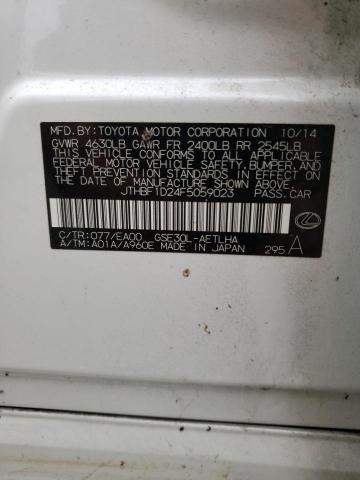 MFD.BY:TOYOTA MOTOR CORPORATION 10/14
GVWR 4630LB GAWR FR 2400LB RR 2545LB
THIS VEHICLE CONFORMS TO ALL APPLICABLE
FEDERAL MOTOR VEHICLE SAFETY, BUMPER, AND
THEFT PREVENTION STANDARDS IN EFFECT ON
THE DATE OF MANUFACTURE SHOWN ABOVE.
JTHBF1D24F5059023 PASS.CAR
C/TR:077/EA00 GSE30L-AETLHA
A/TM:A01A/A960E MADE IN JAPAN 295 A